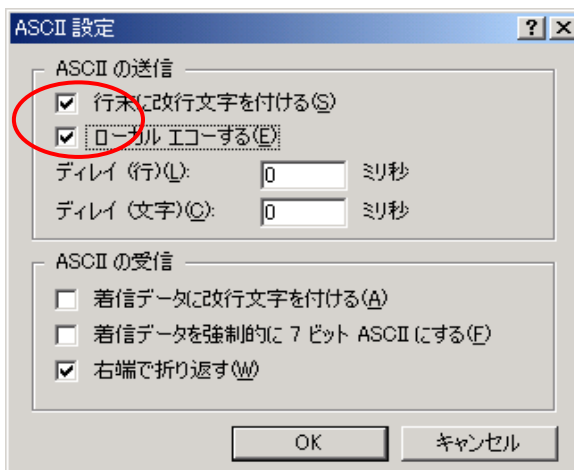 ASCII 設定
ASCII の送信
行末に改行文字を付ける(S)
ローカル エコーする(E)
ディレイ (行)(L): 0 ミリ秒
ディレイ (文字)(C): 0 ミリ秒
ASCII の受信
着信データに改行文字を付ける(A)
着信データを強制的に 7 ビット ASCII にする(F)
右端で折り返す(W)
OK キャンセル